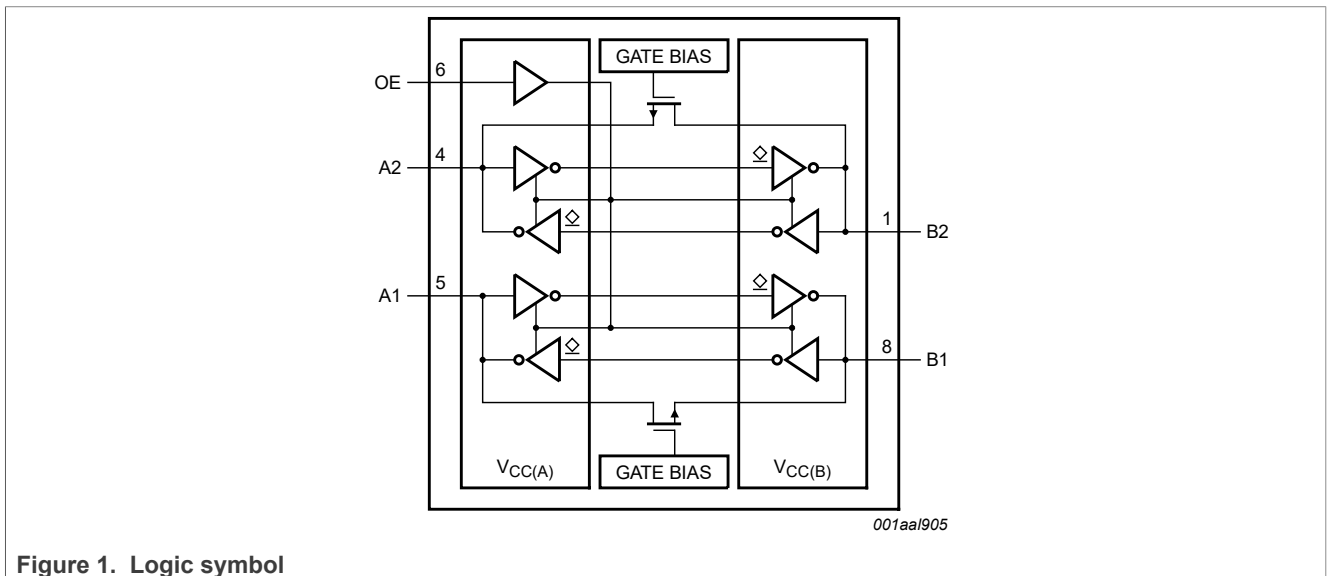 GATE BIAS
OE
6
A2
4
1
B2
A1
5
8
B1
VCC(A)
GATE BIAS
VCC(B)
001aal905
Figure 1. Logic symbol